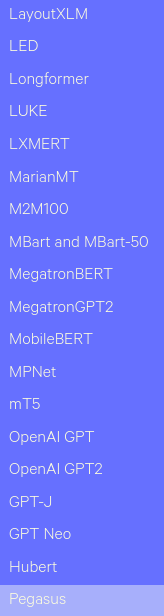 LayoutXLM
LED
Longformer
LUKE
LXMERT
MarianMT
M2M100
MBart and MBart-50
MegatronBERT
MegatronGPT2
MobileBERT
MPNet
mT5
OpenAI GPT
OpenAI GPT2
GPT-J
GPT Neo
Hubert
Pegasus